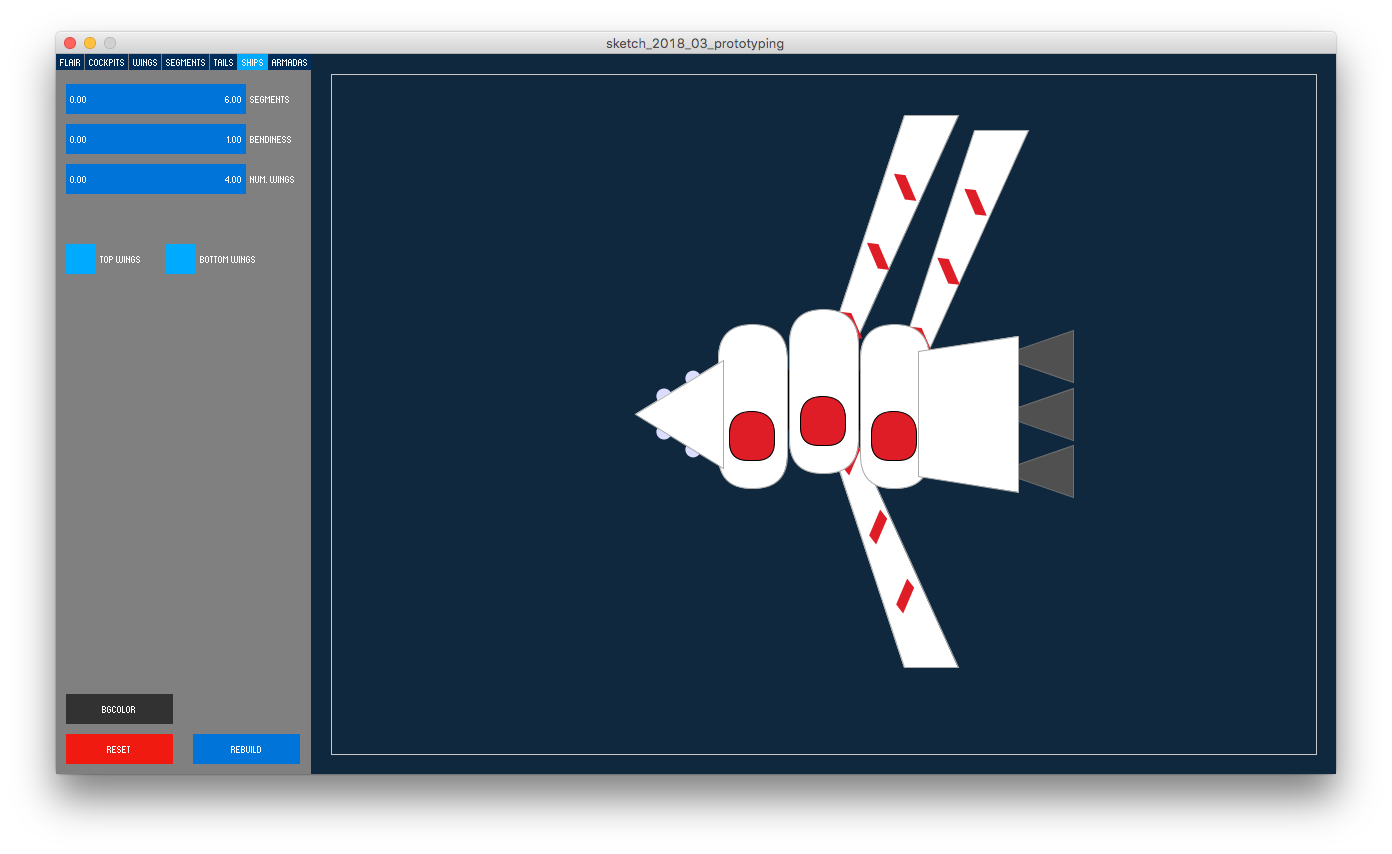 sketch_2018_03_prototyping
FLAIR COCKPITS WINGS SEGMENTS TAILS SHIPS ARMADAS
0.00 6.00 SEGMENTS
0.00 1.00 BENDINESS
0.00 4.00 NUM. WINGS
TOP WINGS BOTTOM WINGS
BGCOLOR
RESET REBUILD